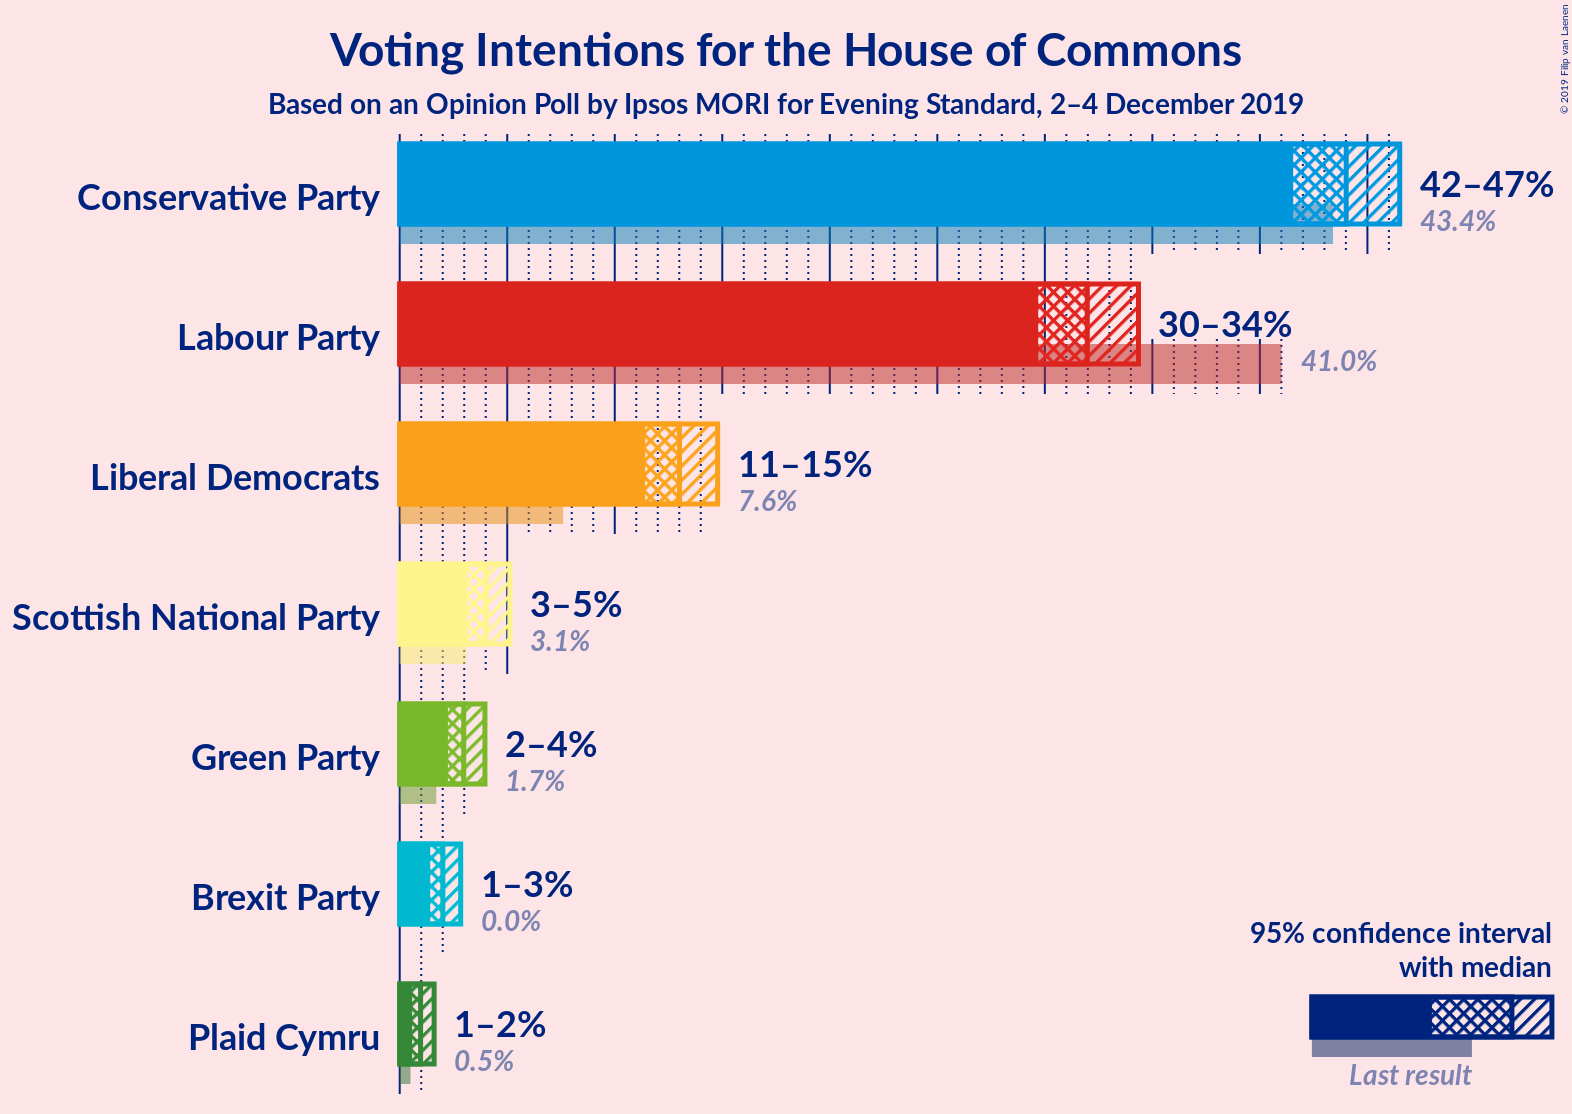 Voting Intentions for the House of Commons
Based on an Opinion Poll by Ipsos MORI for Evening Standard, 2–4 December 2019
© 2019 Filip van Laenen
Conservative Party
42–47%
43.4%
Labour Party
30–34%
41.0%
Liberal Democrats
11–15%
7.6%
Scottish National Party
3–5%
3.1%
Green Party
2–4%
1.7%
Brexit Party
1–3%
0.0%
Plaid Cymru
1–2%
0.5%
95% confidence interval
with median
Last result